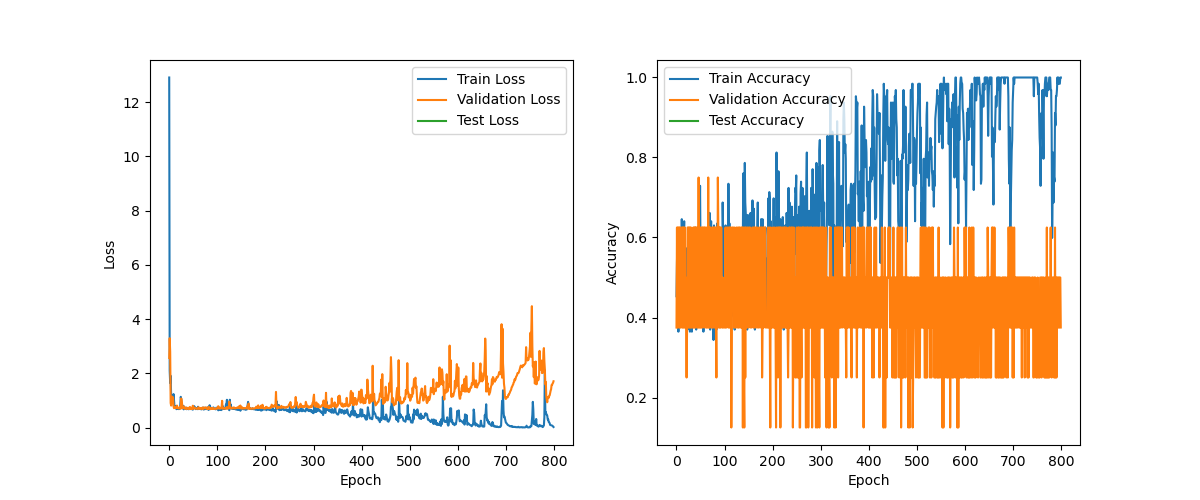 Train Loss
Validation Loss
Test Loss
12
10
8
6
4
2
0
Loss
0 100 200 300 400 500 600 700 800
Epoch
Train Accuracy
Validation Accuracy
Test Accuracy
1.0
0.8
0.6
0.4
0.2
Accuracy
0 100 200 300 400 500 600 700 800
Epoch